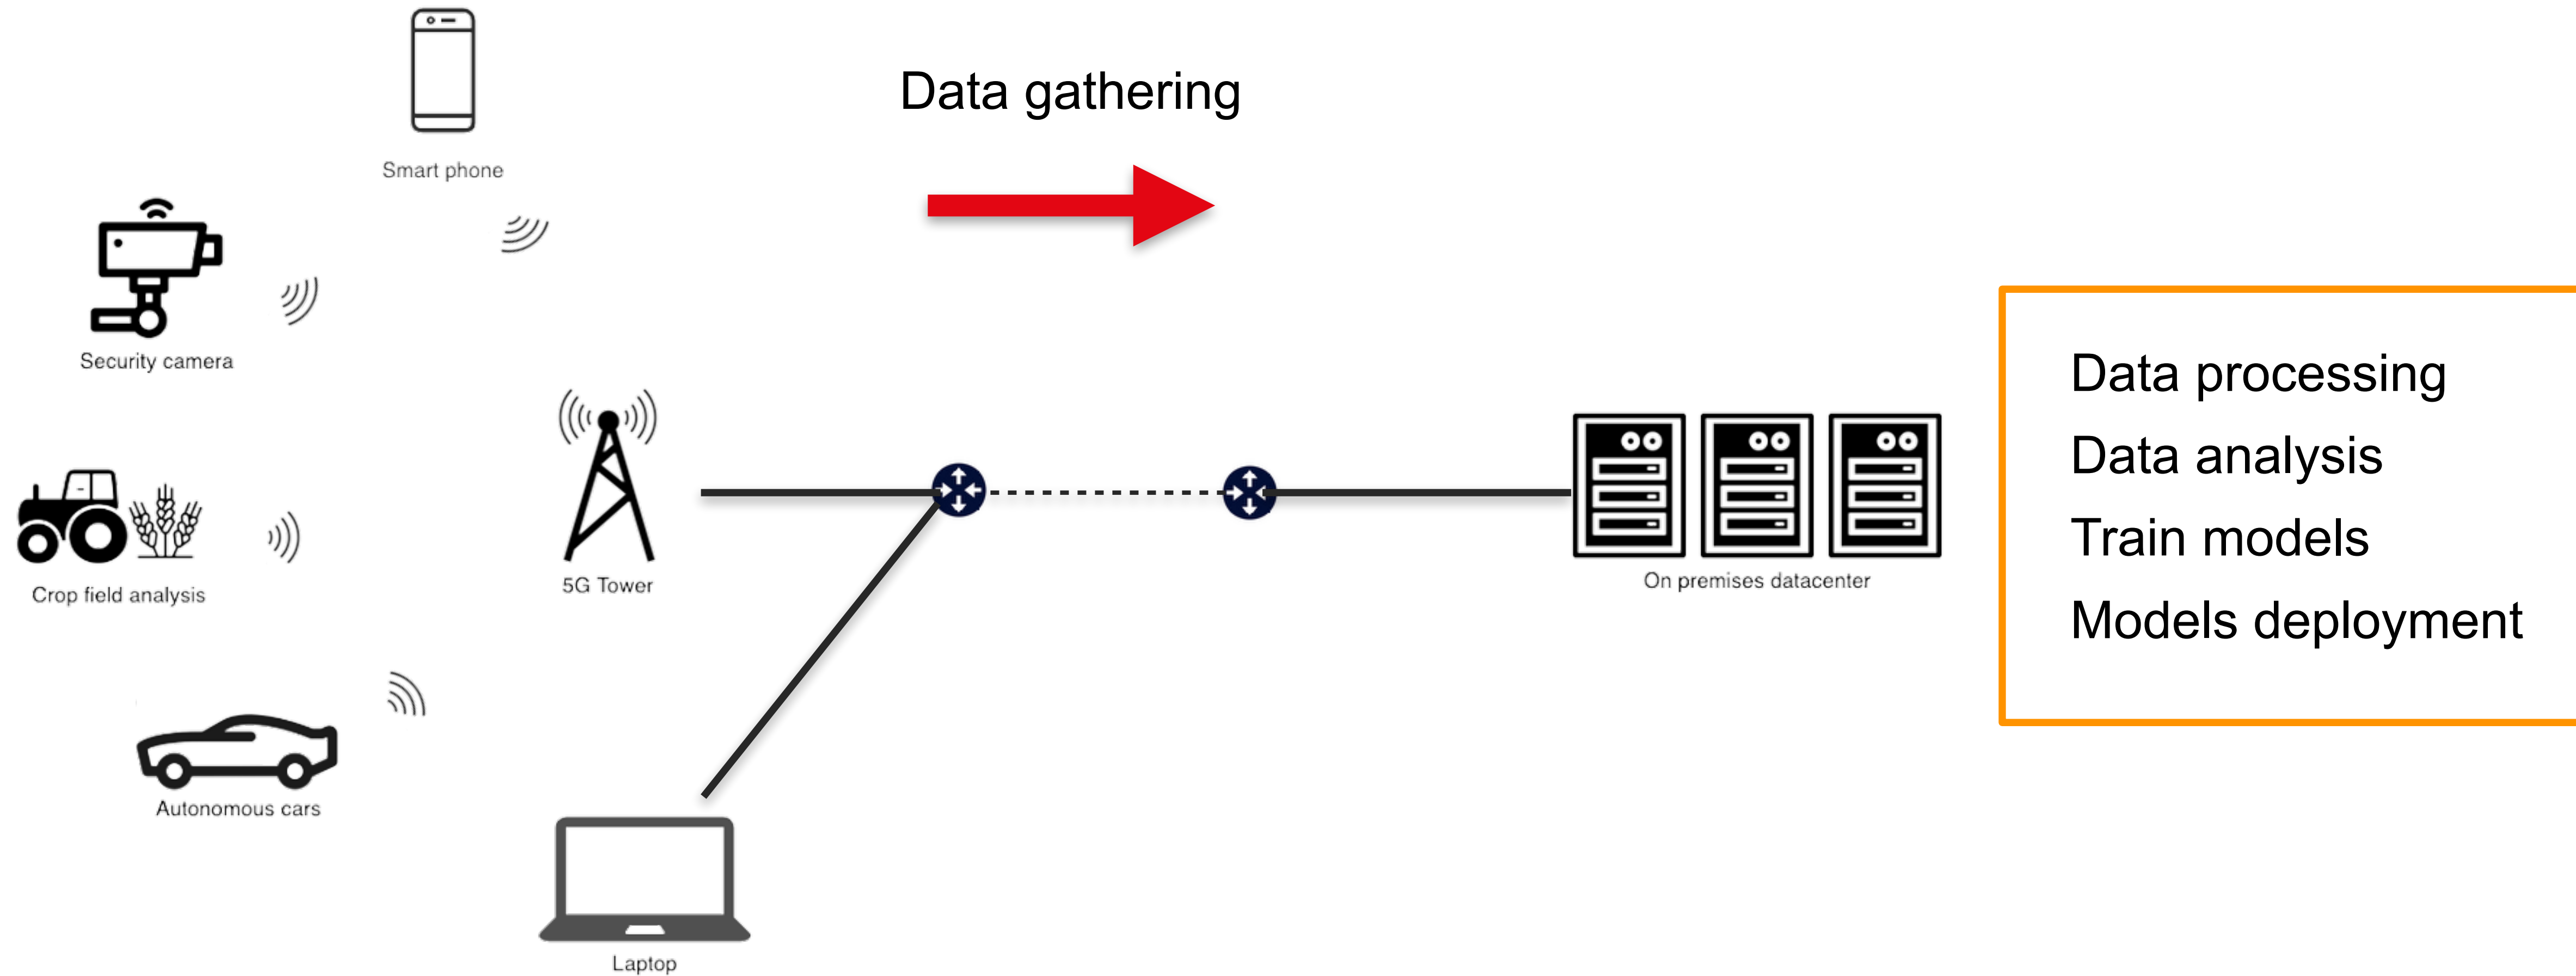 Smart phone
Data gathering
Security camera
Crop field analysis
Autonomous cars
5G Tower
Laptop
On premises datacenter
Data processing
Data analysis
Train models
Models deployment